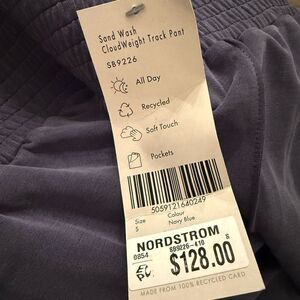 Sand Wash
CloudWeight Track Pant
SB9226
All Day
Recycled
Soft Touch
Pockets
5059121640249
Size
S
Colour
Navy Blue
NORDSTROM
0854
SB9226-410
S
$128.00
MADE FROM 100% RECYCLED CARD